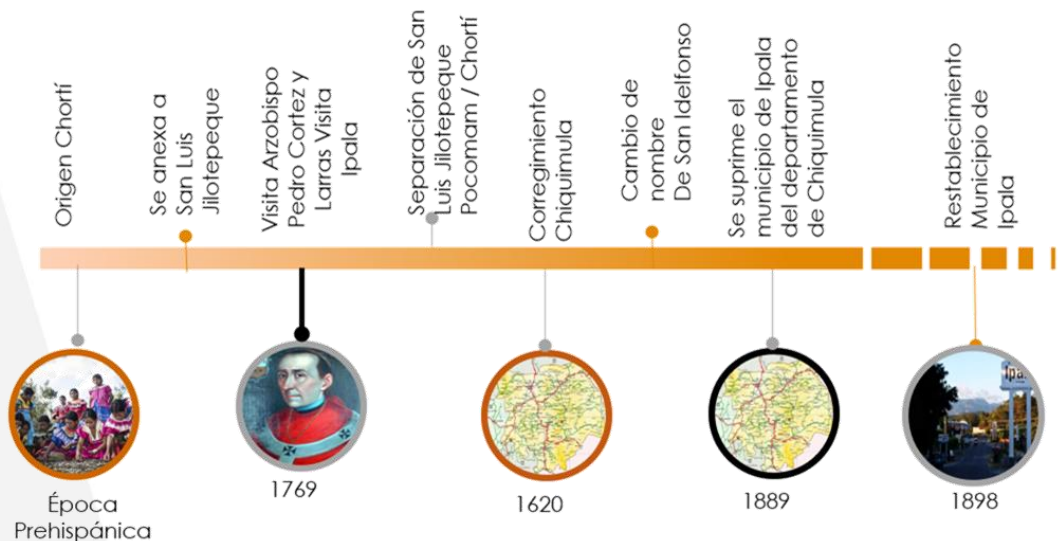 Origen Chortí
Se anexa a
San Luis
Jilotepeque
Visita Arzobispo
Pedro Cortez y
Larras Visita
Ipala
Separación de San
Luis Jilotepeque
Pocomam / Chortí
Corregimiento
Chiquimula
Cambio de
nombre
De San Idelfonso
Se suprime el
municipio de Ipala
del departamento
de Chiquimula
Restablecimiento
Municipio de
Ipala
Época
Prehispánica
1769
1620
1889
1898